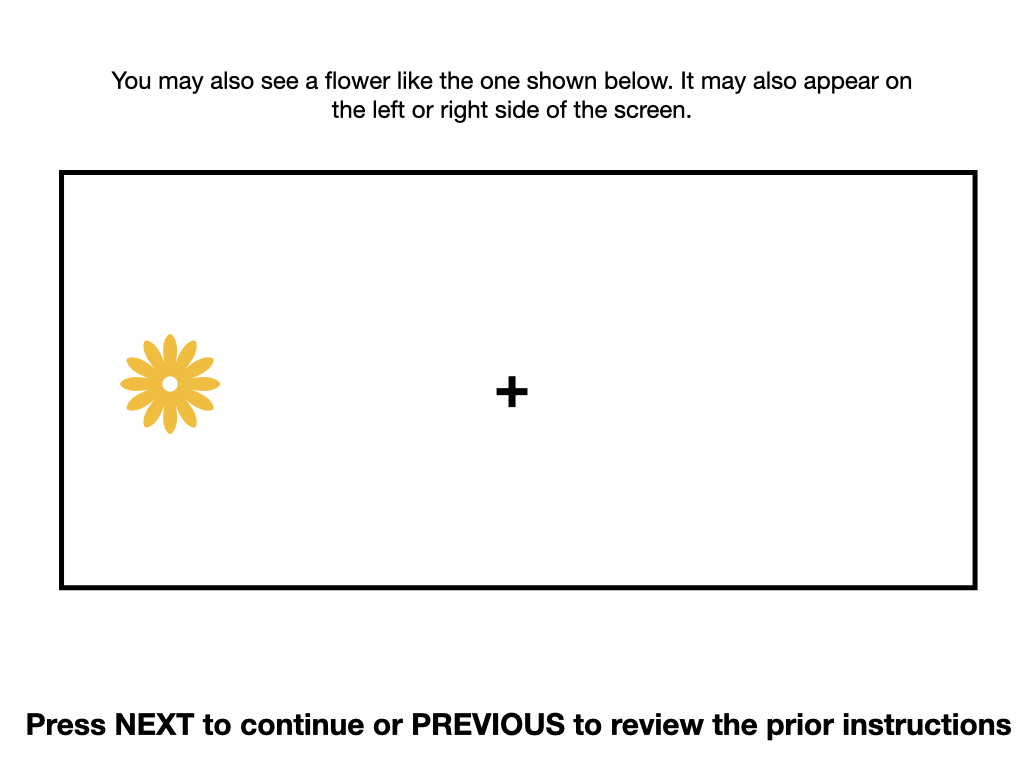 You may also see a flower like the one shown below. It may also appear on
the left or right side of the screen.
+
Press NEXT to continue or PREVIOUS to review the prior instructions